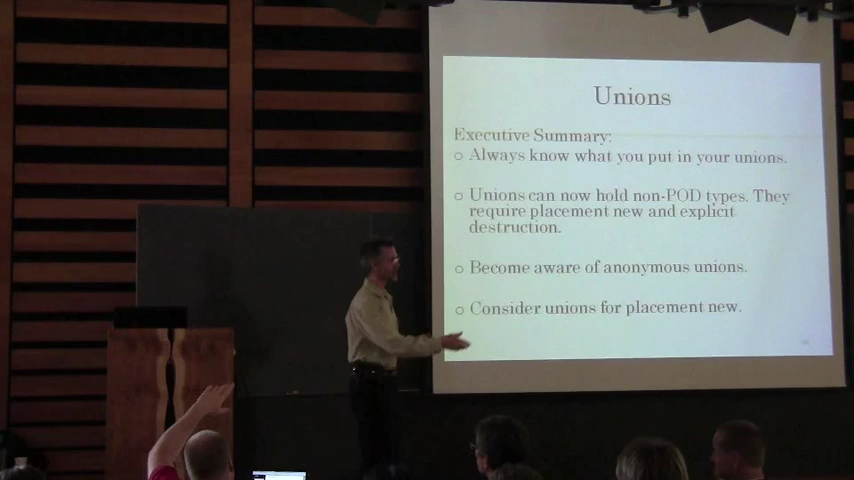 Unions
Executive Summary:
Always know what you put in your unions.
Unions can now hold non-POD types. They
require placement new and explicit
destruction.
Become aware of anonymous unions.
Consider unions for placement new.